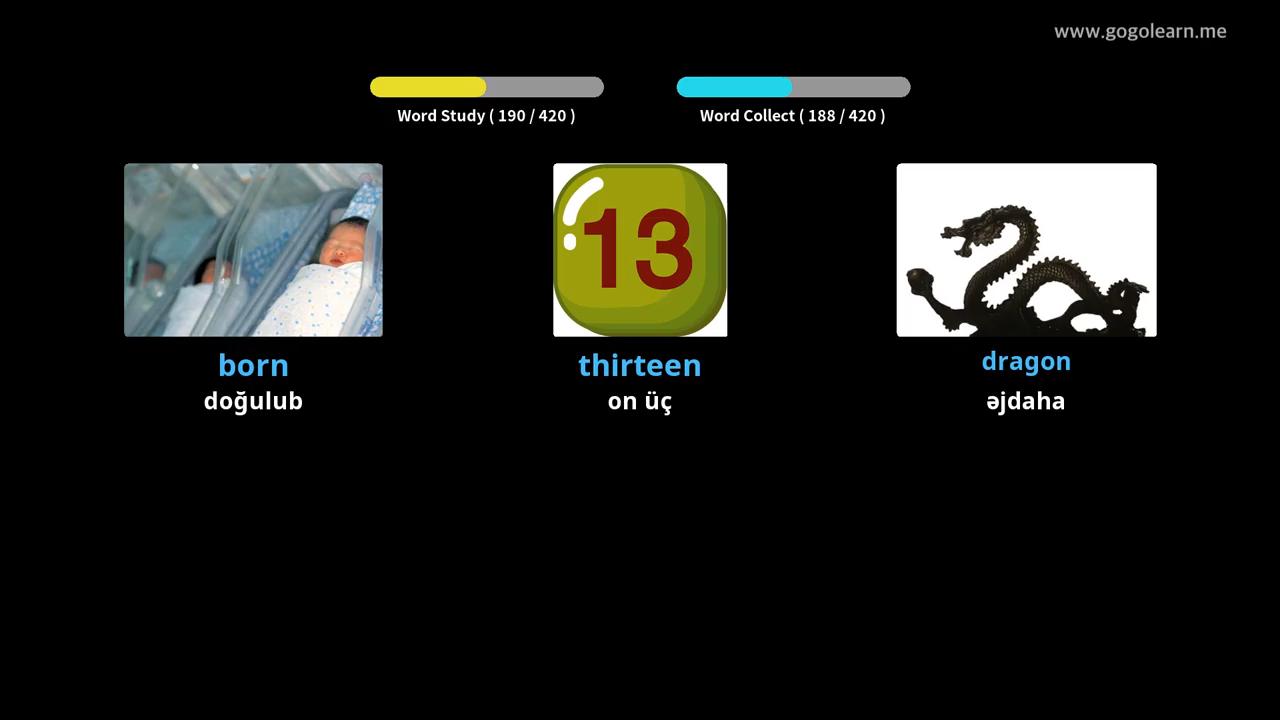 www.gogolearn.me
Word Study ( 190 / 420 )
Word Collect ( 188 / 420 )
13
born
thirteen
dragon
doğulub
on üç
əjdaha